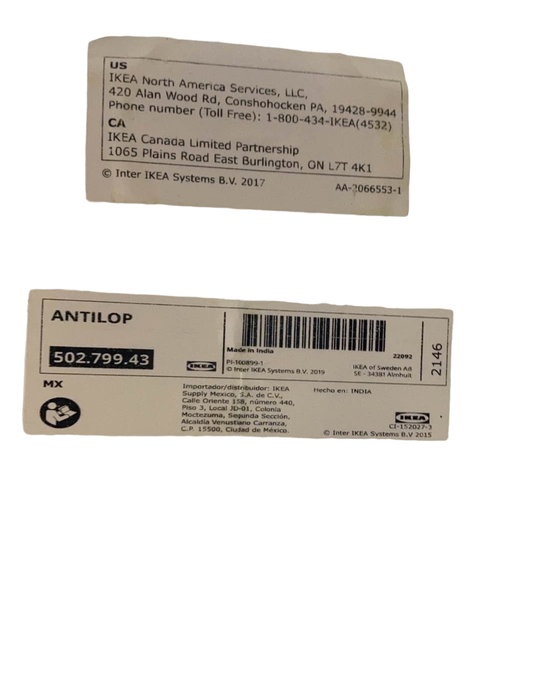 US
IKEA North America Services, LLC,
420 Alan Wood Rd, Conshohocken PA, 19428-9944
Phone number (Toll Free): 1-800-434-IKEA(4532)
CA
IKEA Canada Limited Partnership
1065 Plains Road East Burlington, ON L7T 4K1
© Inter IKEA Systems B.V. 2017
AA-2066553-1
ANTILOP
502.799.43
IKEA
Made in India
22092
PI-100899-1
© Inter IKEA Systems B.V. 2019
IKEA of Sweden AB
SE - 34381 Älmhult
2146
MX
Importador/distribuidor: IKEA
Supply Mexico, S.A. de C.V.,
Calle Oriente 158, número 440,
Piso 3, Local JD-01, Colonia
Moctezuma, Segunda Sección,
Alcaldía Venustiano Carranza,
C.P. 15500, Ciudad de México.
Hecho en: INDIA
IKEA
CI-152027-3
© Inter IKEA Systems B.V 2015